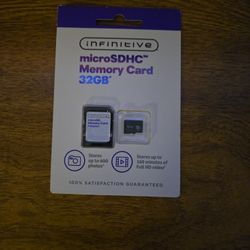 infinitive
microSDHC™
Memory Card
32GB*
Stores
up to 800
photos*
Stores
up to 160
minutes of
Full HD video*
100% SATISFACTION GUARANTEED